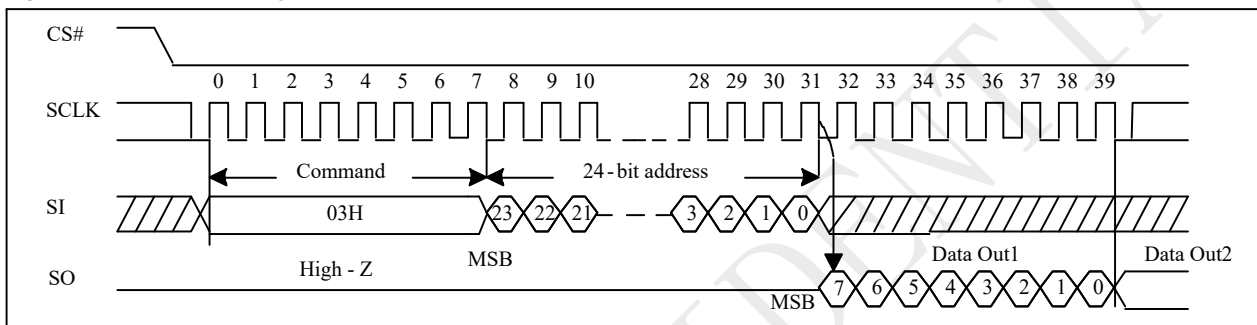 CS#
0 1 2 3 4 5 6 7 8 9 10 28 29 30 31 32 33 34 35 36 37 38 39
SCLK
Command 24-bit address
SI 03H 23 22 21 3 2 1 0
High - Z MSB Data Out1 Data Out2
SO MSB 7 6 5 4 3 2 1 0